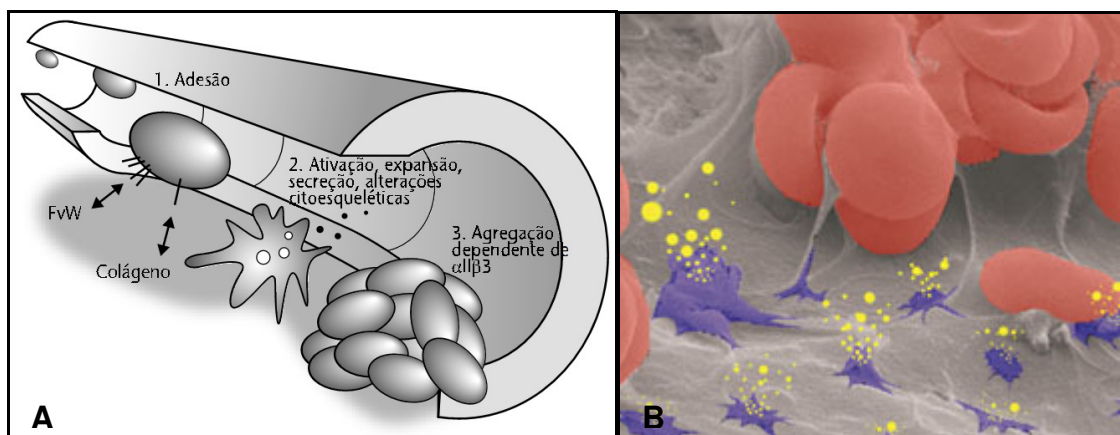 1. Adesão
2. Ativação, expansão,
secreção, alterações
citoesqueléticas
3. Agregação
dependente de
αIIβ3
FvW
Colágeno
A
B